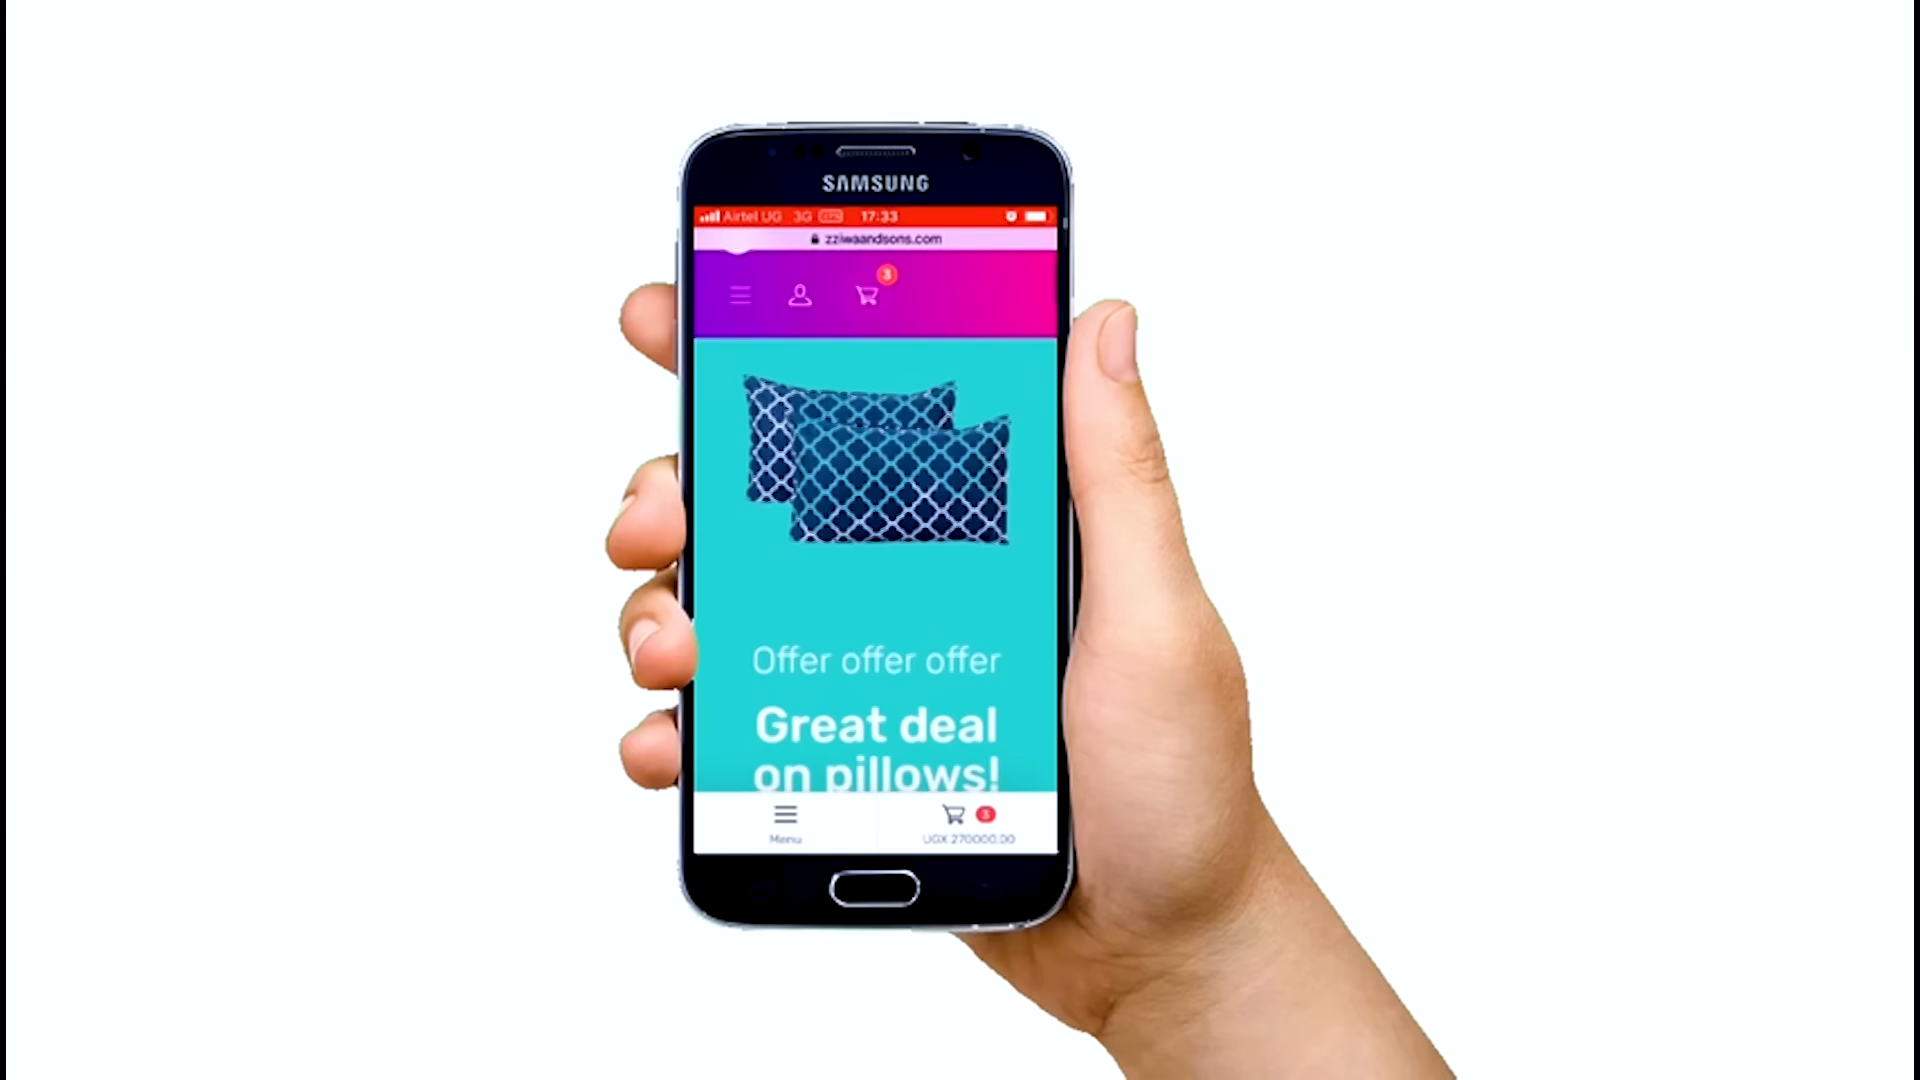 SAMSUNG
Airtel UG 3G 17:33
zziwaandsons.com
3
Offer offer offer
Great deal
on pillows!
3
Menu
UGX 270000.00